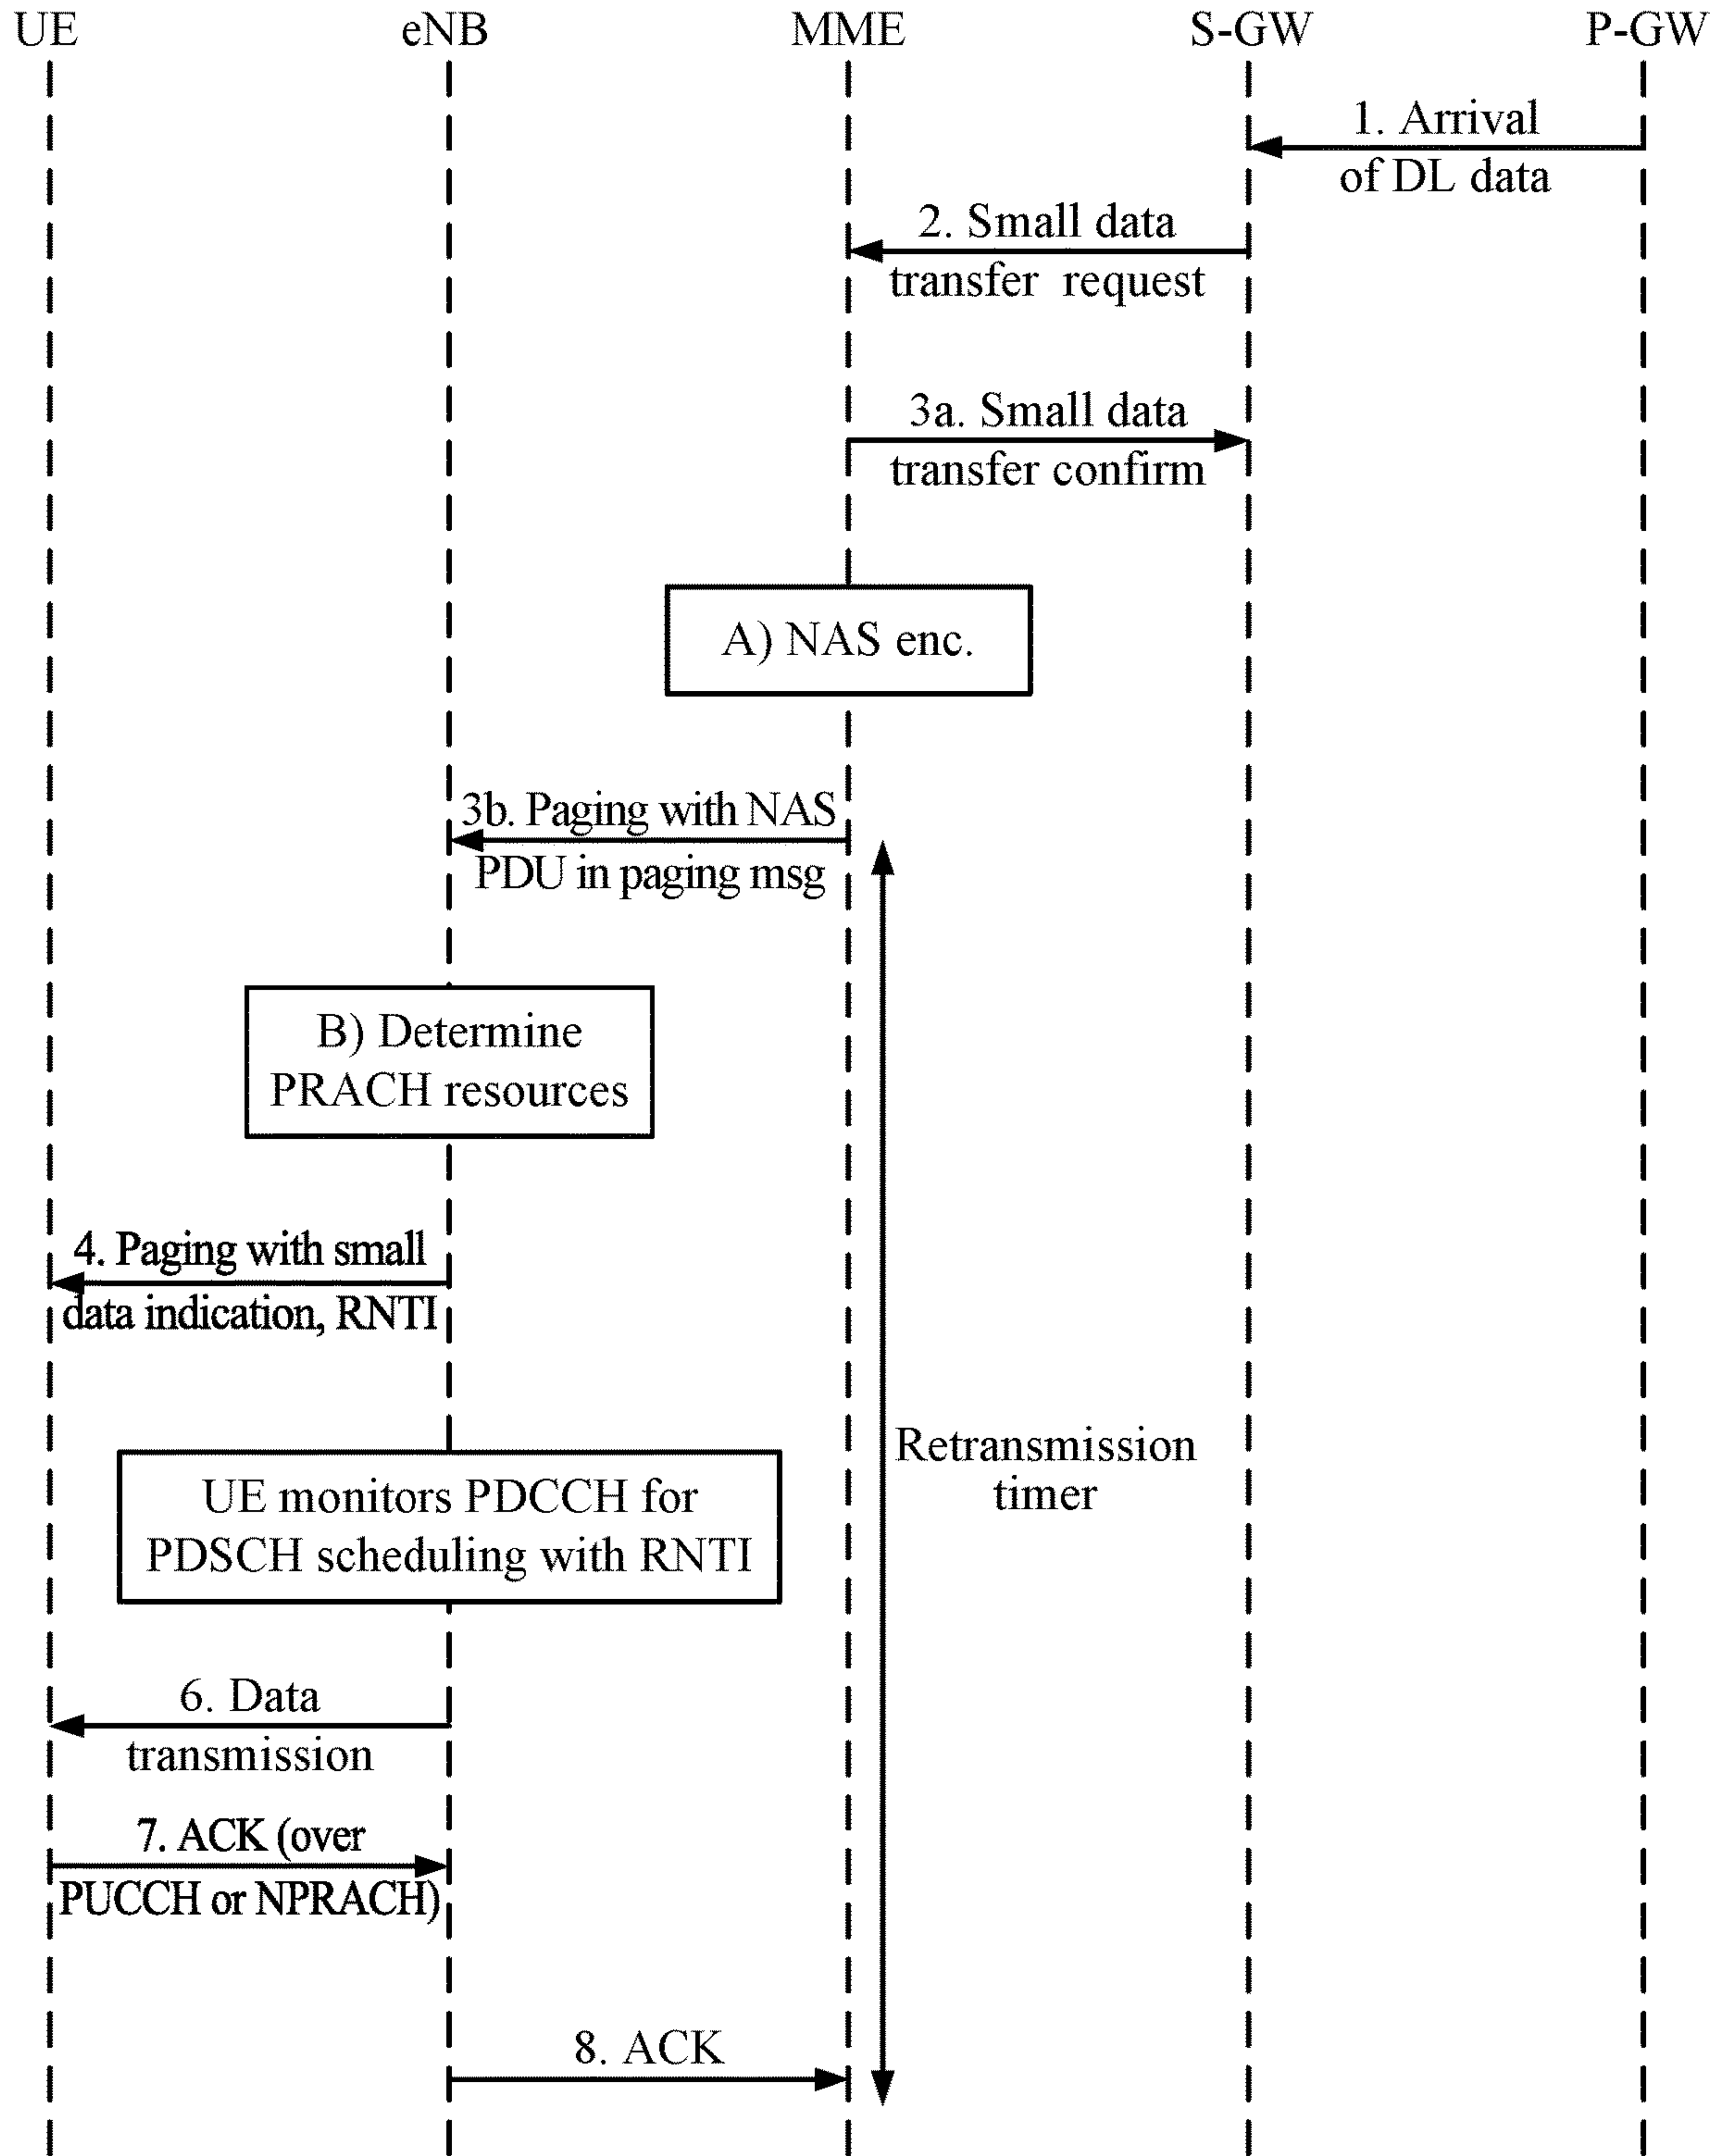 UE eNB MME S-GW P-GW
1. Arrival
of DL data
2. Small data
transfer request
3a. Small data
transfer confirm
A) NAS enc.
3b. Paging with NAS
PDU in paging msg
B) Determine
PRACH resources
4. Paging with small
data indication, RNTI
Retransmission
timer
UE monitors PDCCH for
PDSCH scheduling with RNTI
6. Data
transmission
7. ACK (over
PUCCH or NPRACH)
8. ACK